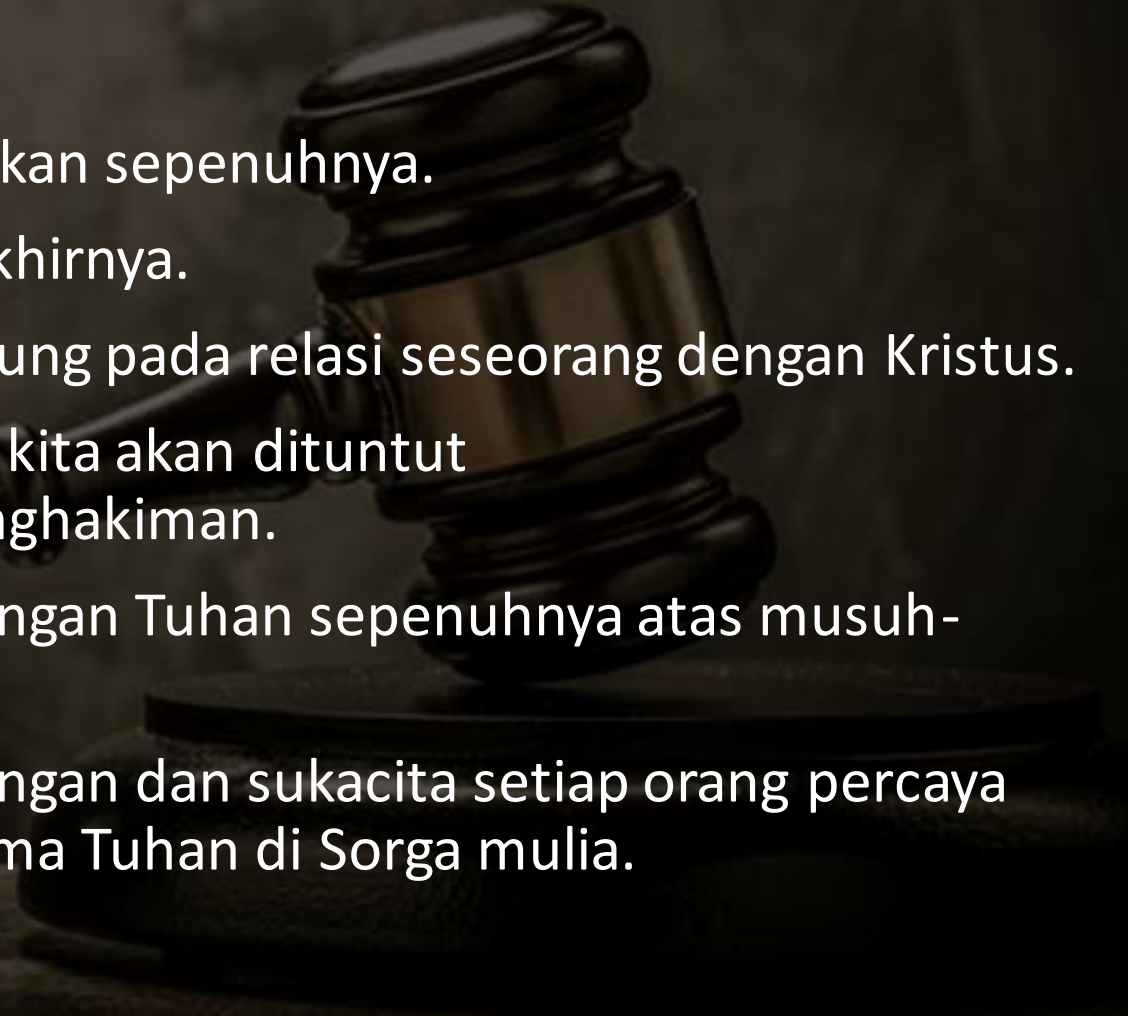 kan sepenuhnya.
khirnya.
ung pada relasi seseorang dengan Kristus.
kita akan dituntut
nghakiman.
ngan Tuhan sepenuhnya atas musuh-
ngan dan sukacita setiap orang percaya
ma Tuhan di Sorga mulia.